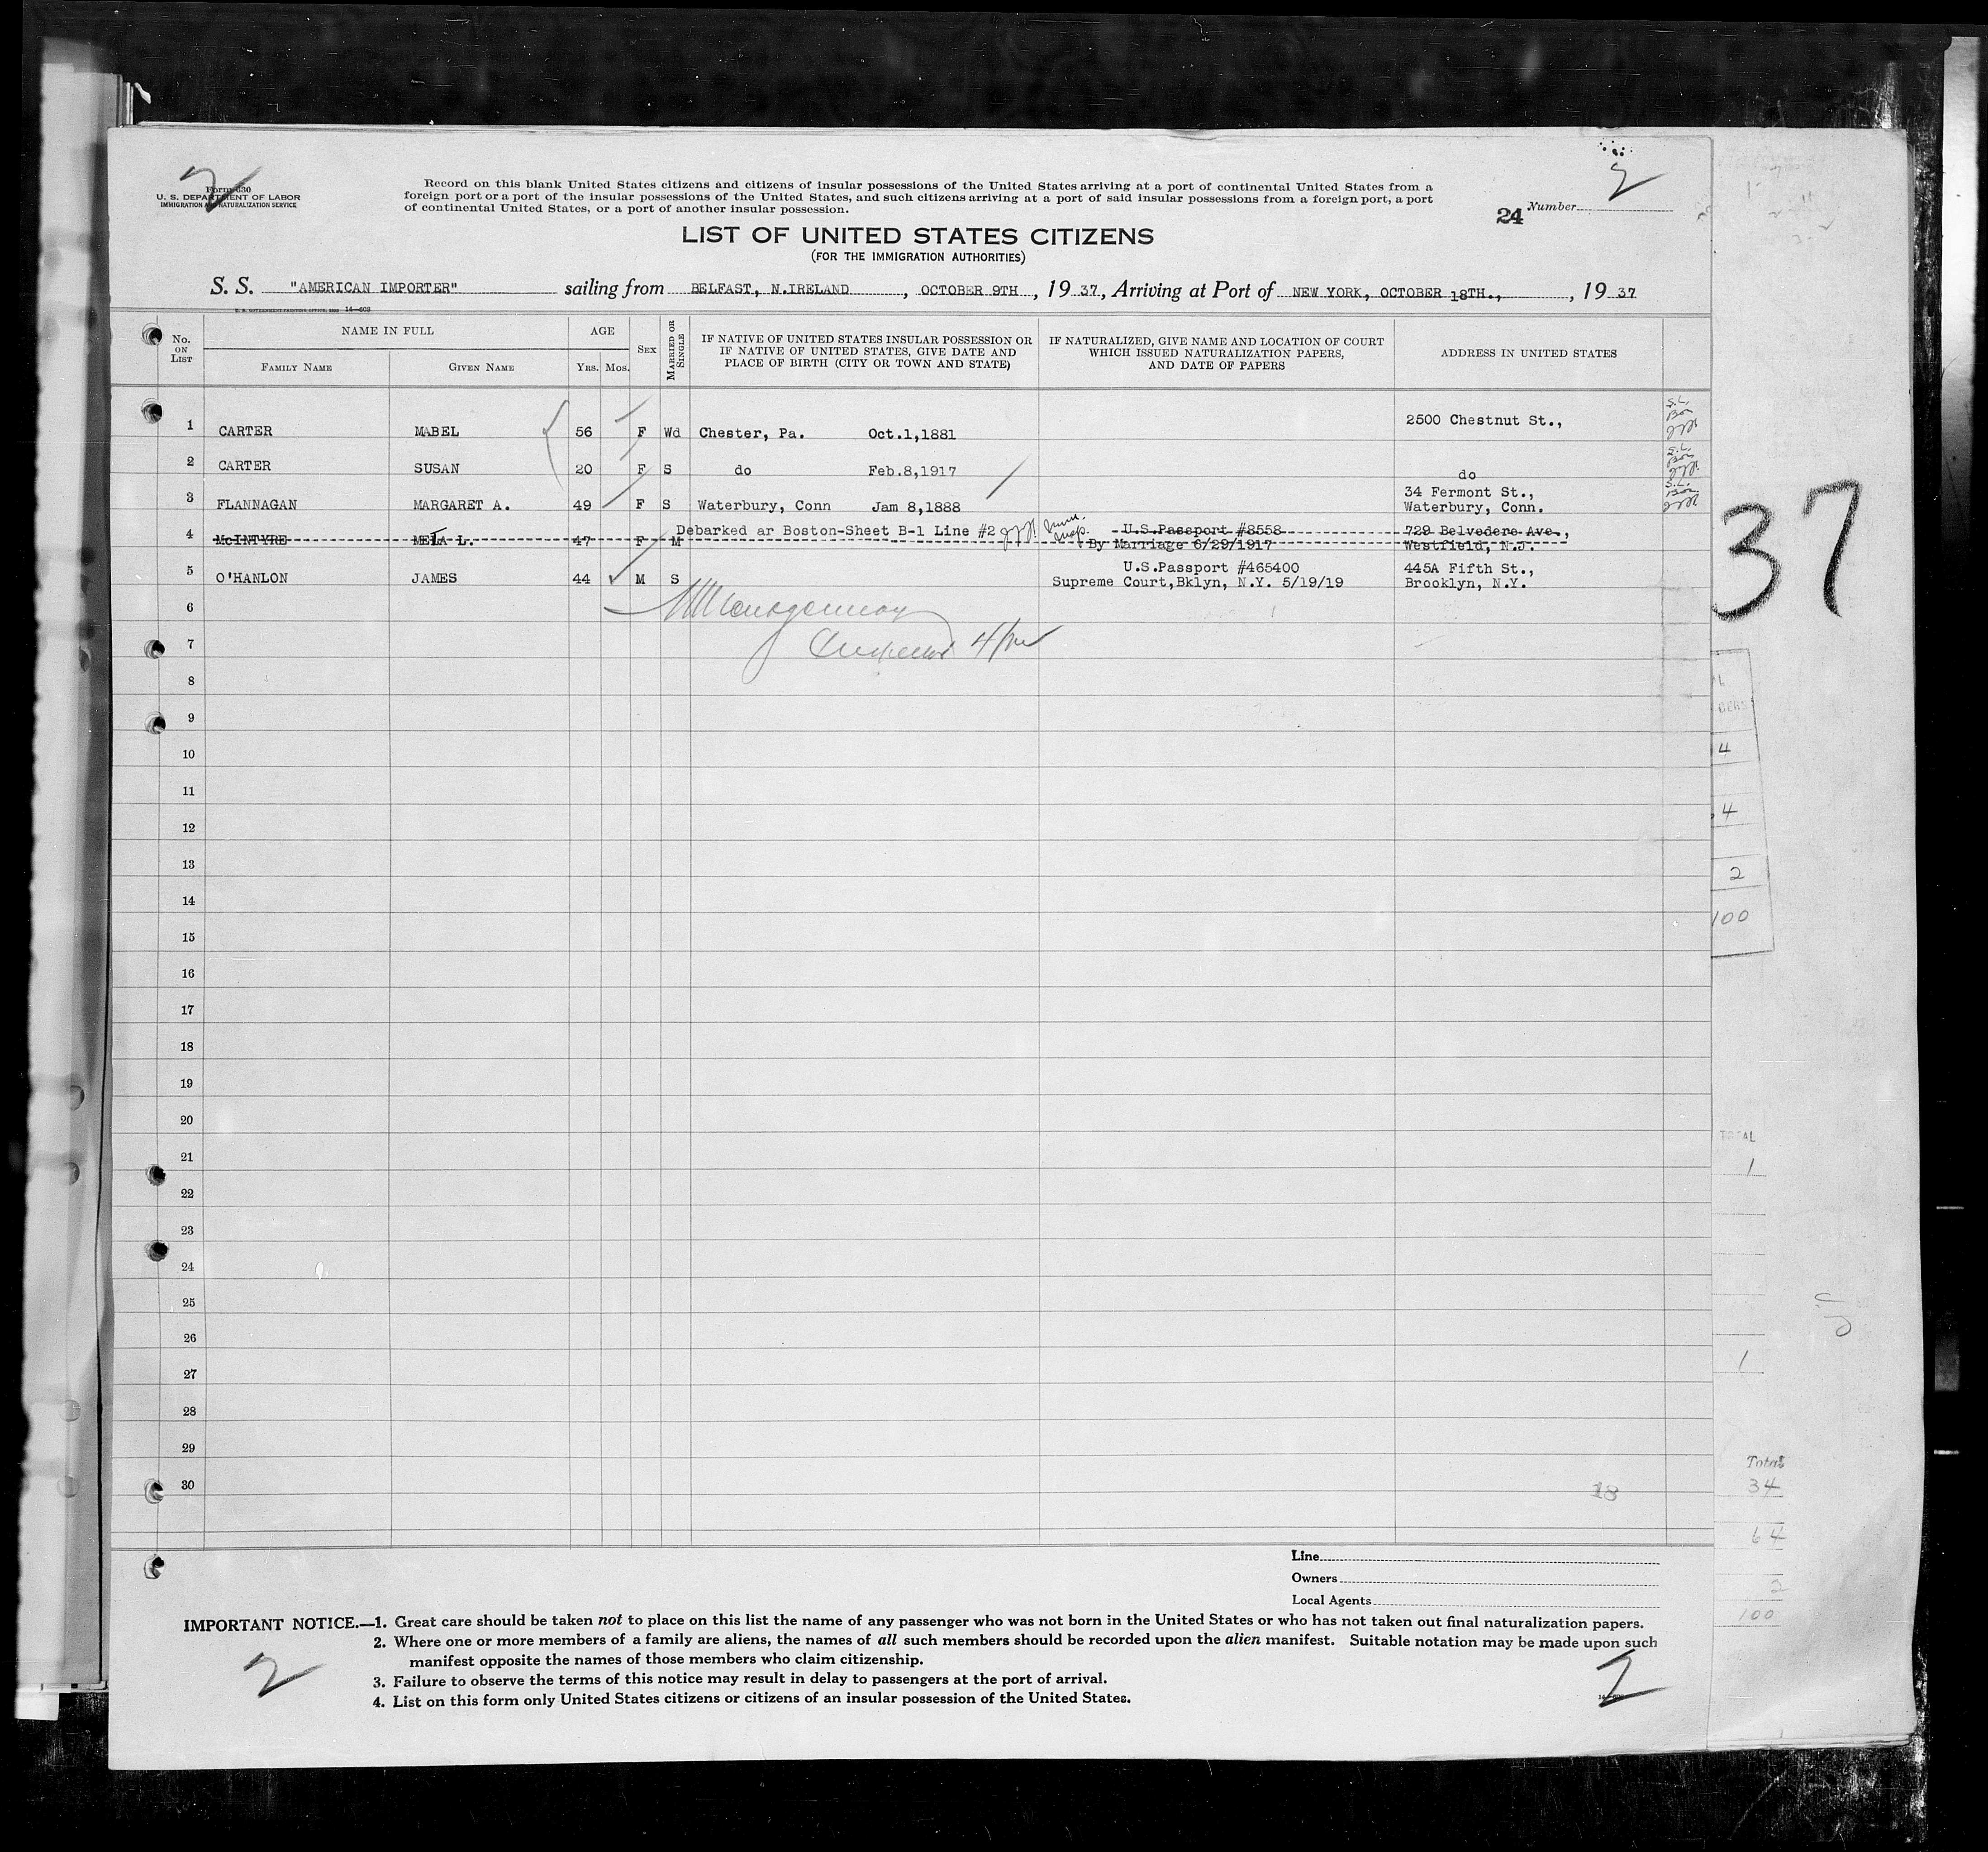 2
2
Form 630
U. S. DEPARTMENT OF LABOR
IMMIGRATION AND NATURALIZATION SERVICE
Record on this blank United States citizens and citizens of insular possessions of the United States arriving at a port of continental United States from a
foreign port or a port of the insular possessions of the United States, and such citizens arriving at a port of said insular possessions from a foreign port, a port
of continental United States, or a port of another insular possession.
24 Number
LIST OF UNITED STATES CITIZENS
(FOR THE IMMIGRATION AUTHORITIES)
S. S. "AMERICAN IMPORTER" sailing from BELFAST, N.IRELAND, OCTOBER 9TH, 1937, Arriving at Port of NEW YORK, OCTOBER 18TH., , 1937
No. ON LIST
NAME IN FULL
FAMILY NAME GIVEN NAME
AGE
YRS. MOS.
SEX
MARRIED OR SINGLE
IF NATIVE OF UNITED STATES INSULAR POSSESSION OR
IF NATIVE OF UNITED STATES, GIVE DATE AND
PLACE OF BIRTH (CITY OR TOWN AND STATE)
IF NATURALIZED, GIVE NAME AND LOCATION OF COURT
WHICH ISSUED NATURALIZATION PAPERS,
AND DATE OF PAPERS
ADDRESS IN UNITED STATES
1 CARTER MABEL 56 F Wd Chester, Pa. Oct.1,1881 2500 Chestnut St., S.L. Bos
2 CARTER SUSAN 20 F S do Feb.8,1917 do S.L. Bos
3 FLANNAGAN MARGARET A. 49 F S Waterbury, Conn Jam 8,1888 34 Fermont St.,
Waterbury, Conn. S.L. Bos
4 McINTYRE META L. 47 F M Debarked ar Boston-Sheet B-1 Line #2 U.S.Passport #8558 729 Belvedere Ave.,
By Marriage 6/29/1917 Westfield, N.J.
5 O'HANLON JAMES 44 M S U.S.Passport #465400 445A Fifth St.,
Supreme Court,Bklyn, N.Y. 5/19/19 Brooklyn, N.Y.
6
7 Inspector
8
9
10
11
12
13
14
15
16
17
18
19
20
21
22
23
24
25
26
27
28
29
30
18
37
4
4
2
100
TOTAL
1
1
Total
34
64
2
100
Line
Owners
Local Agents
IMPORTANT NOTICE.—1. Great care should be taken not to place on this list the name of any passenger who was not born in the United States or who has not taken out final naturalization papers.
2. Where one or more members of a family are aliens, the names of all such members should be recorded upon the alien manifest. Suitable notation may be made upon such
manifest opposite the names of those members who claim citizenship.
3. Failure to observe the terms of this notice may result in delay to passengers at the port of arrival.
4. List on this form only United States citizens or citizens of an insular possession of the United States.
2
2